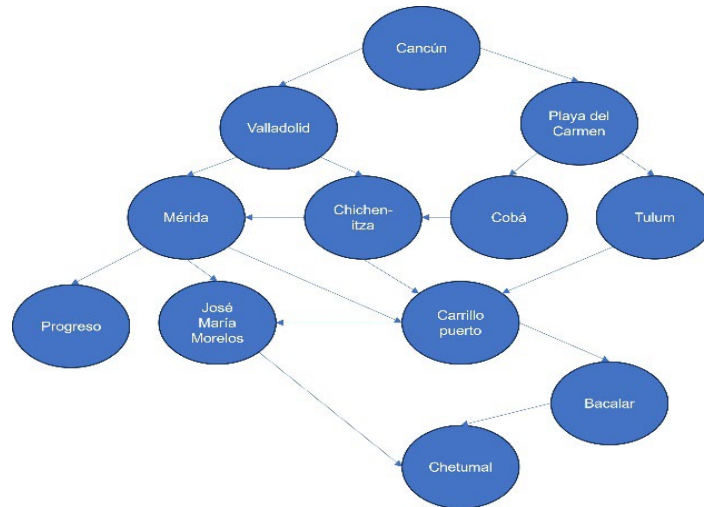 Cancún
Playa del
Carmen
Valladolid
Mérida
Chichen-
itza
Cobá
Tulum
Progreso
José
María
Morelos
Carrillo
puerto
Bacalar
Chetumal